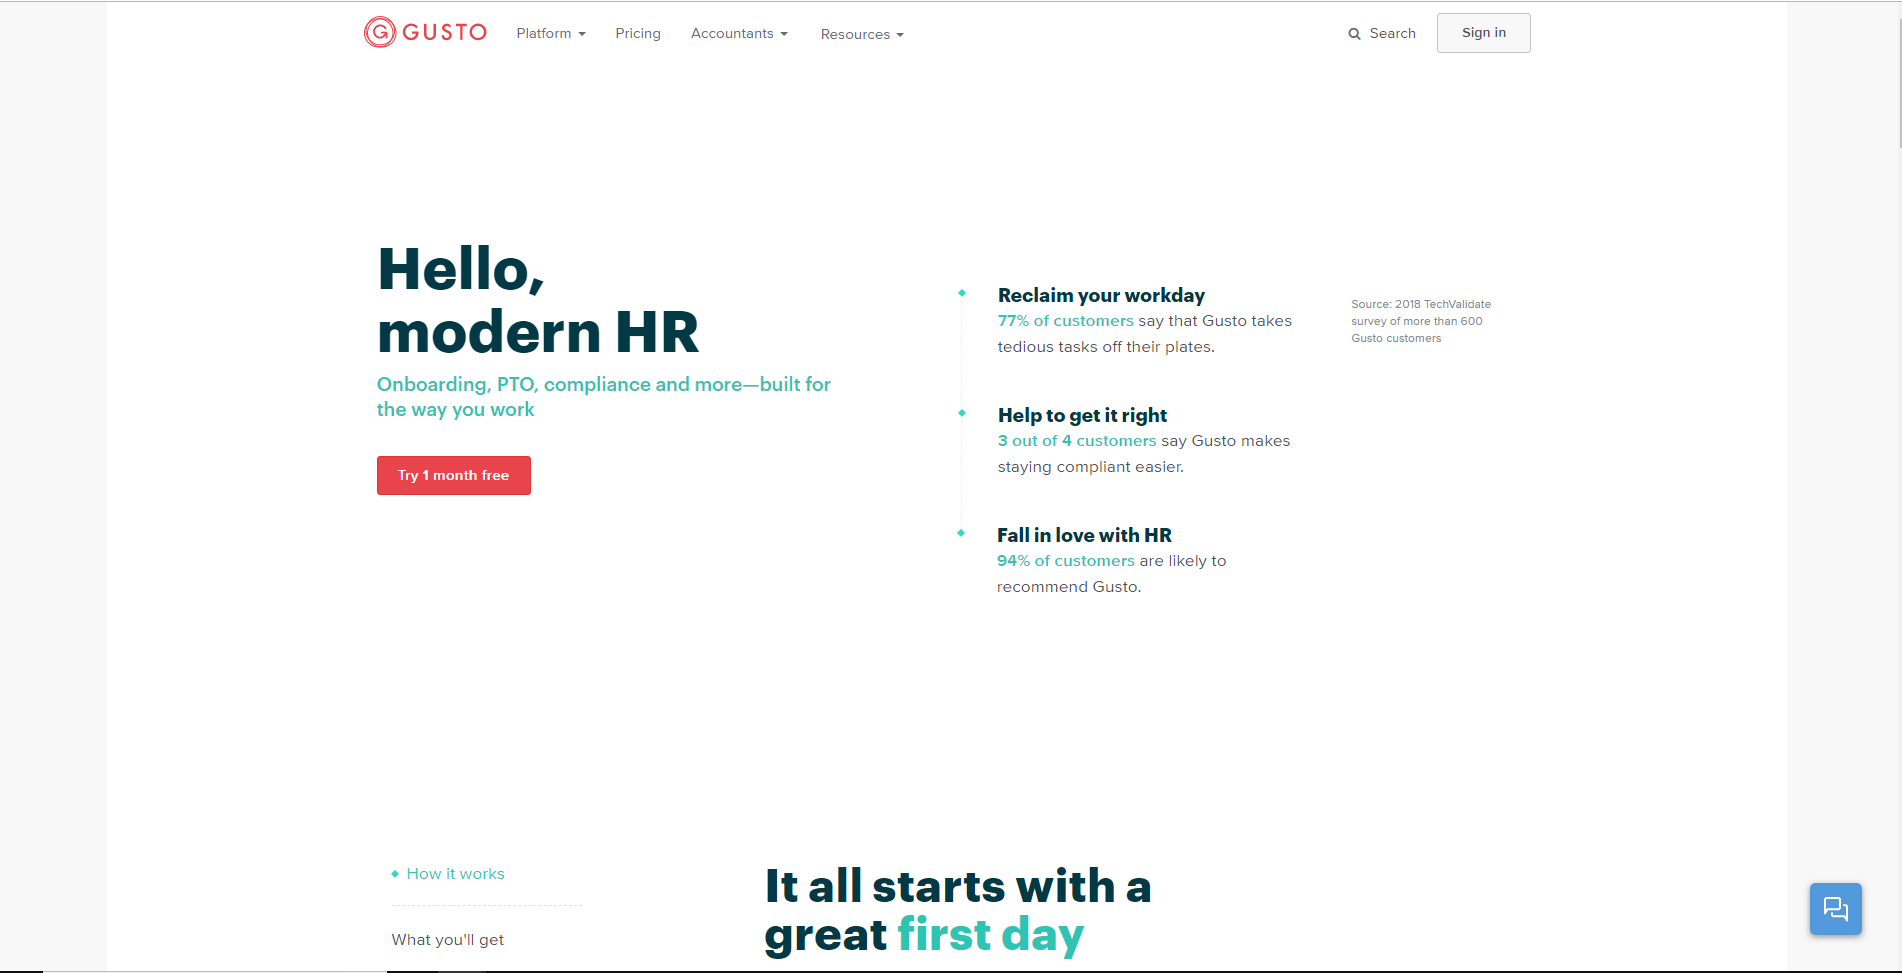 G GUSTO Platform Pricing Accountants Resources Search Sign in
Hello,
modern HR
Onboarding, PTO, compliance and more—built for
the way you work
Try 1 month free
Reclaim your workday
77% of customers say that Gusto takes
tedious tasks off their plates.
Source: 2018 TechValidate
survey of more than 600
Gusto customers
Help to get it right
3 out of 4 customers say Gusto makes
staying compliant easier.
Fall in love with HR
94% of customers are likely to
recommend Gusto.
How it works
What you'll get
It all starts with a
great first day